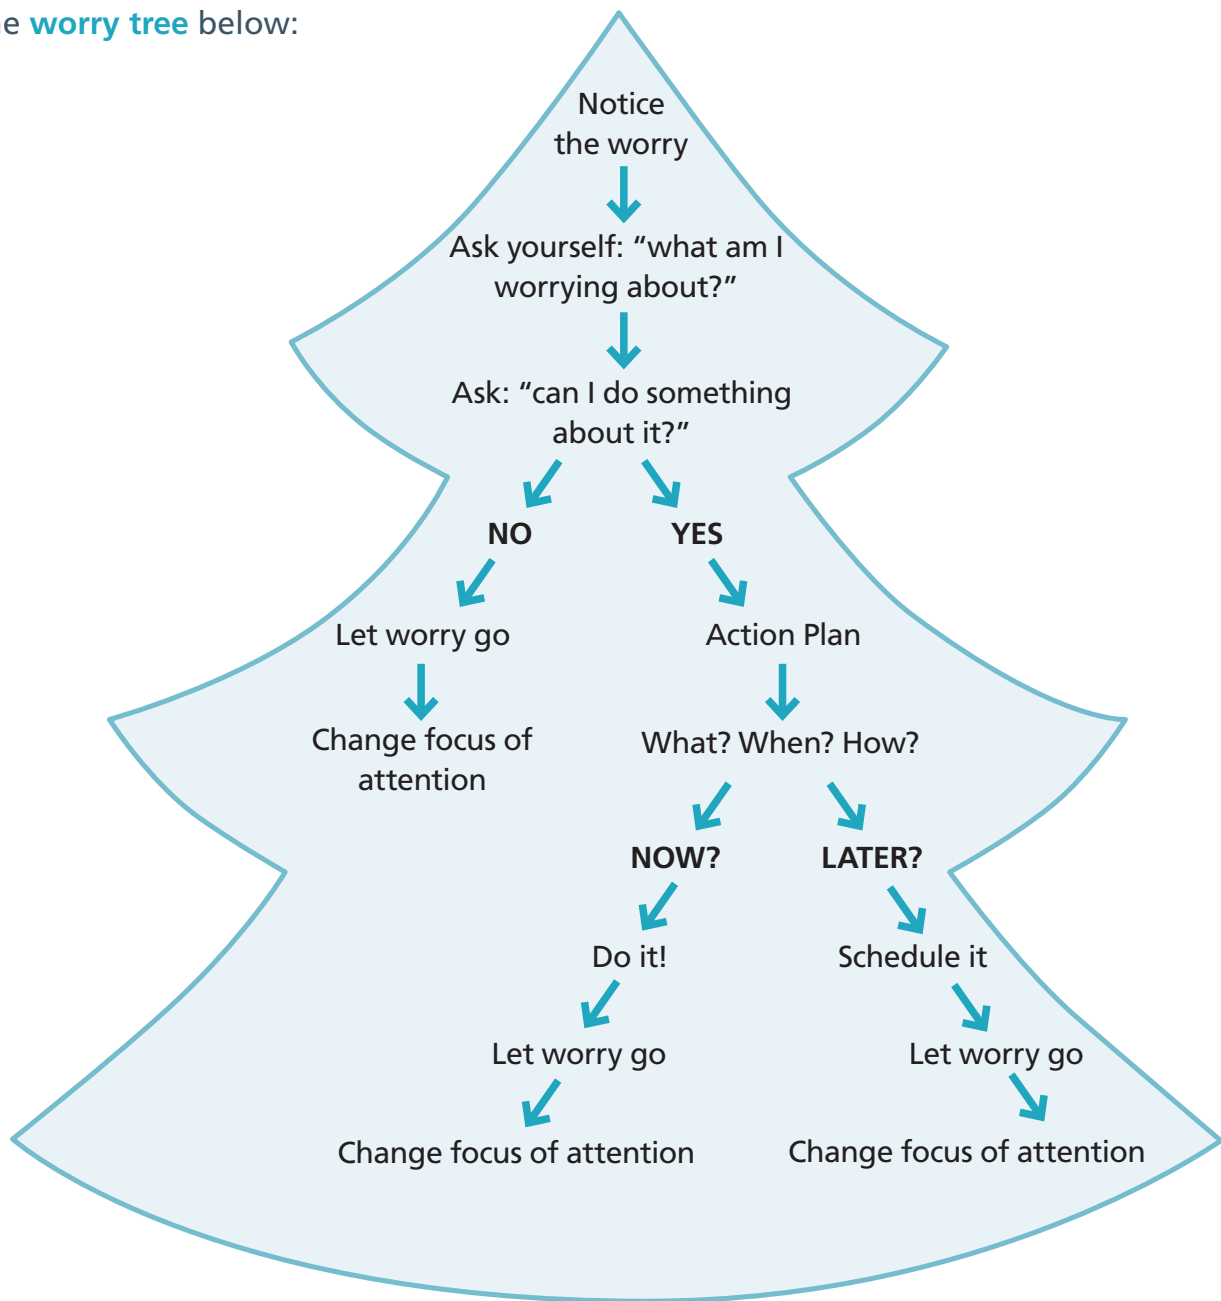 worry tree below:
Notice
the worry
Ask yourself: “what am I
worrying about?”
Ask: “can I do something
about it?”
NO
YES
Let worry go
Action Plan
Change focus of
attention
What? When? How?
NOW?
LATER?
Do it!
Schedule it
Let worry go
Let worry go
Change focus of attention
Change focus of attention